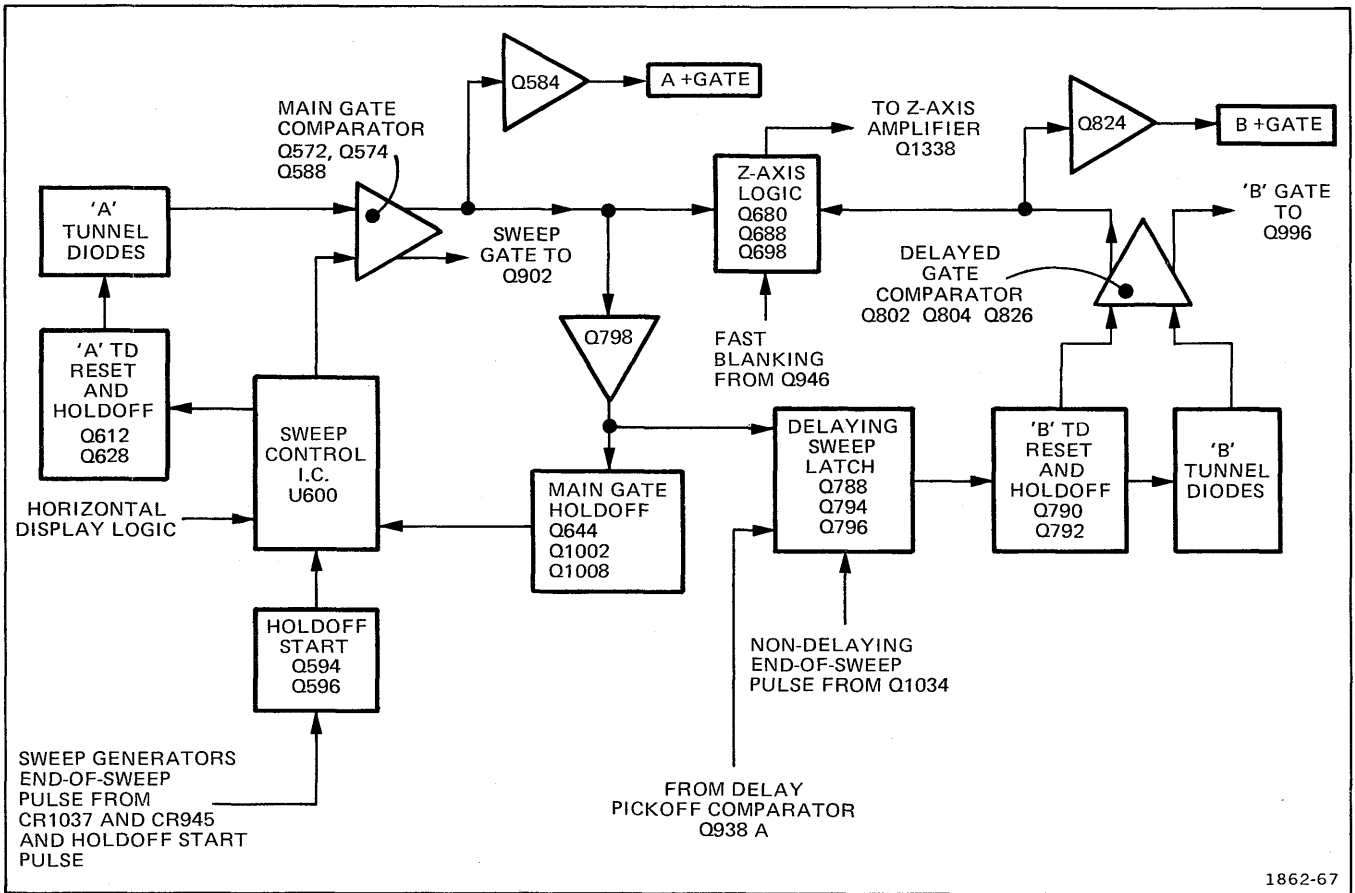 Q584
A +GATE
MAIN GATE
COMPARATOR
Q572, Q574
Q588
TO Z-AXIS
AMPLIFIER
Q1338
Q824
B +GATE
'A'
TUNNEL
DIODES
Z-AXIS
LOGIC
Q680
Q688
Q698
'B' GATE
TO
Q996
SWEEP
GATE TO
Q902
DELAYED
GATE
COMPARATOR
Q802 Q804 Q826
'A' TD
RESET
AND
HOLDOFF
Q612
Q628
Q798
FAST
BLANKING
FROM Q946
SWEEP
CONTROL
I.C.
U600
DELAYING
SWEEP
LATCH
Q788
Q794
Q796
'B' TD
RESET
AND
HOLDOFF
Q790
Q792
'B'
TUNNEL
DIODES
HORIZONTAL
DISPLAY LOGIC
MAIN GATE
HOLDOFF
Q644
Q1002
Q1008
HOLDOFF
START
Q594
Q596
NON-DELAYING
END-OF-SWEEP
PULSE FROM Q1034
SWEEP GENERATORS
END-OF-SWEEP
PULSE FROM
CR1037 AND CR945
AND HOLDOFF START
PULSE
FROM DELAY
PICKOFF COMPARATOR
Q938 A
1862-67